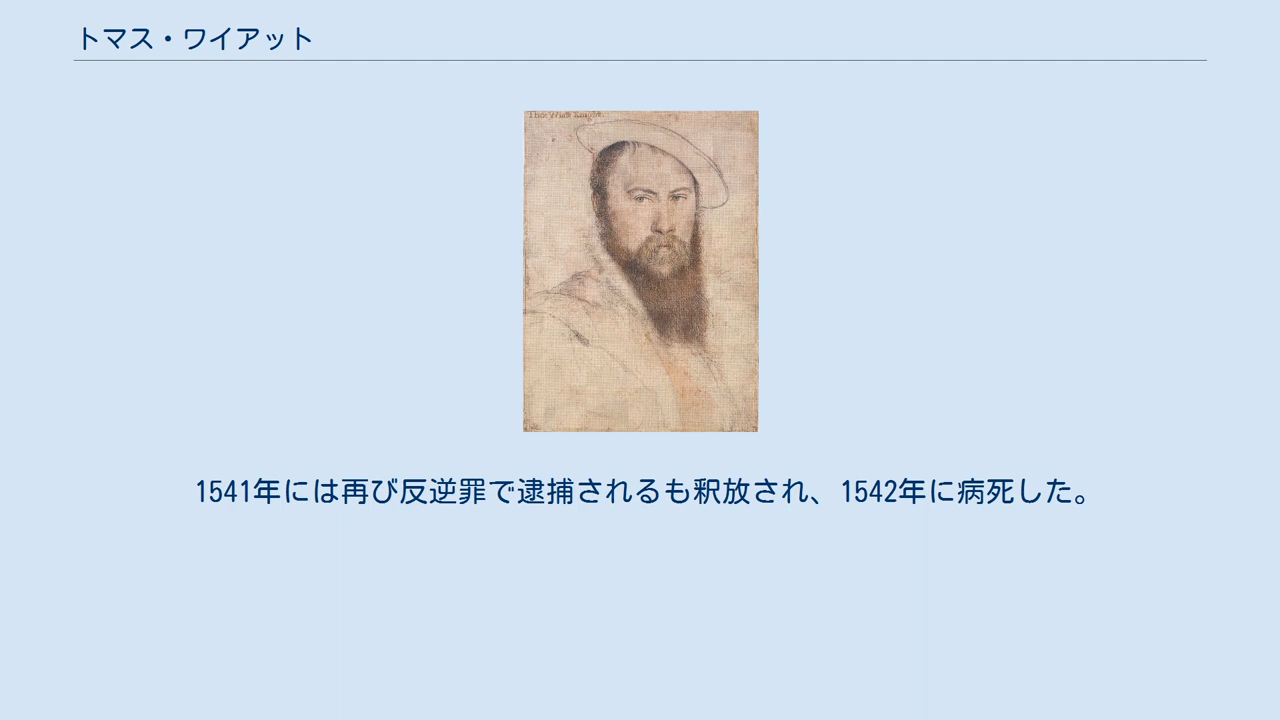 トマス・ワイアット
1541年には再び反逆罪で逮捕されるも釈放され、1542年に病死した。